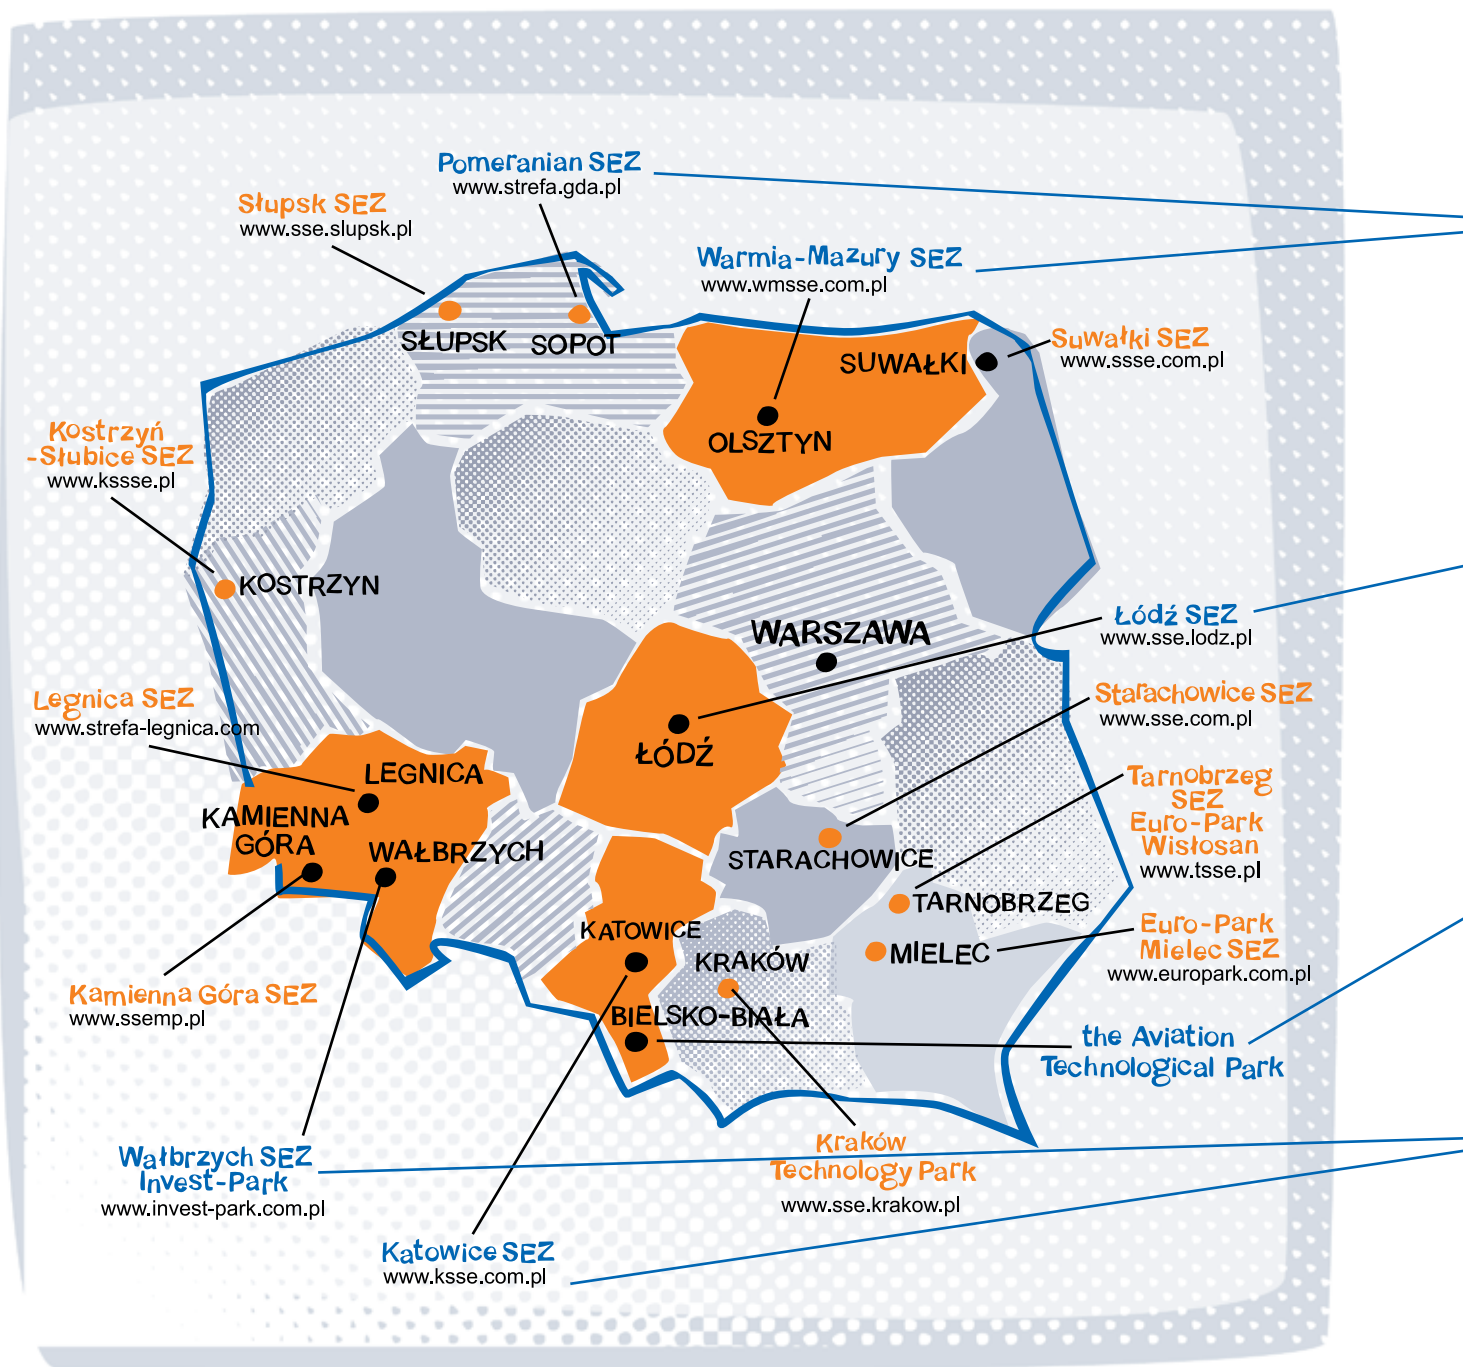 Pomeranian SEZ
www.strefa.gda.pl
Słupsk SEZ
www.sse.slupsk.pl
Warmia-Mazury SEZ
www.wmsse.com.pl
SŁUPSK
SOPOT
Suwałki SEZ
www.ssse.com.pl
SUWAŁKI
OLSZTYN
Kostrzyń
-Słubice SEZ
www.kssse.pl
KOSTRZYN
Łódź SEZ
www.sse.lodz.pl
WARSZAWA
Legnica SEZ
www.strefa-legnica.com
Starachowice SEZ
www.sse.com.pl
ŁÓDŹ
LEGNICA
Tarnobrzeg
SEZ
Euro-Park
Wisłosan
www.tsse.pl
KAMIENNA
GÓRA
WAŁBRZYCH
STARACHOWICE
TARNOBRZEG
KATOWICE
Euro-Park
Mielec SEZ
www.europark.com.pl
MIELEC
KRAKÓW
Kamienna Góra SEZ
www.ssemp.pl
BIELSKO-BIAŁA
the Aviation
Technological Park
Wałbrzych SEZ
Invest-Park
www.invest-park.com.pl
Kraków
Technology Park
www.sse.krakow.pl
Katowice SEZ
www.ksse.com.pl